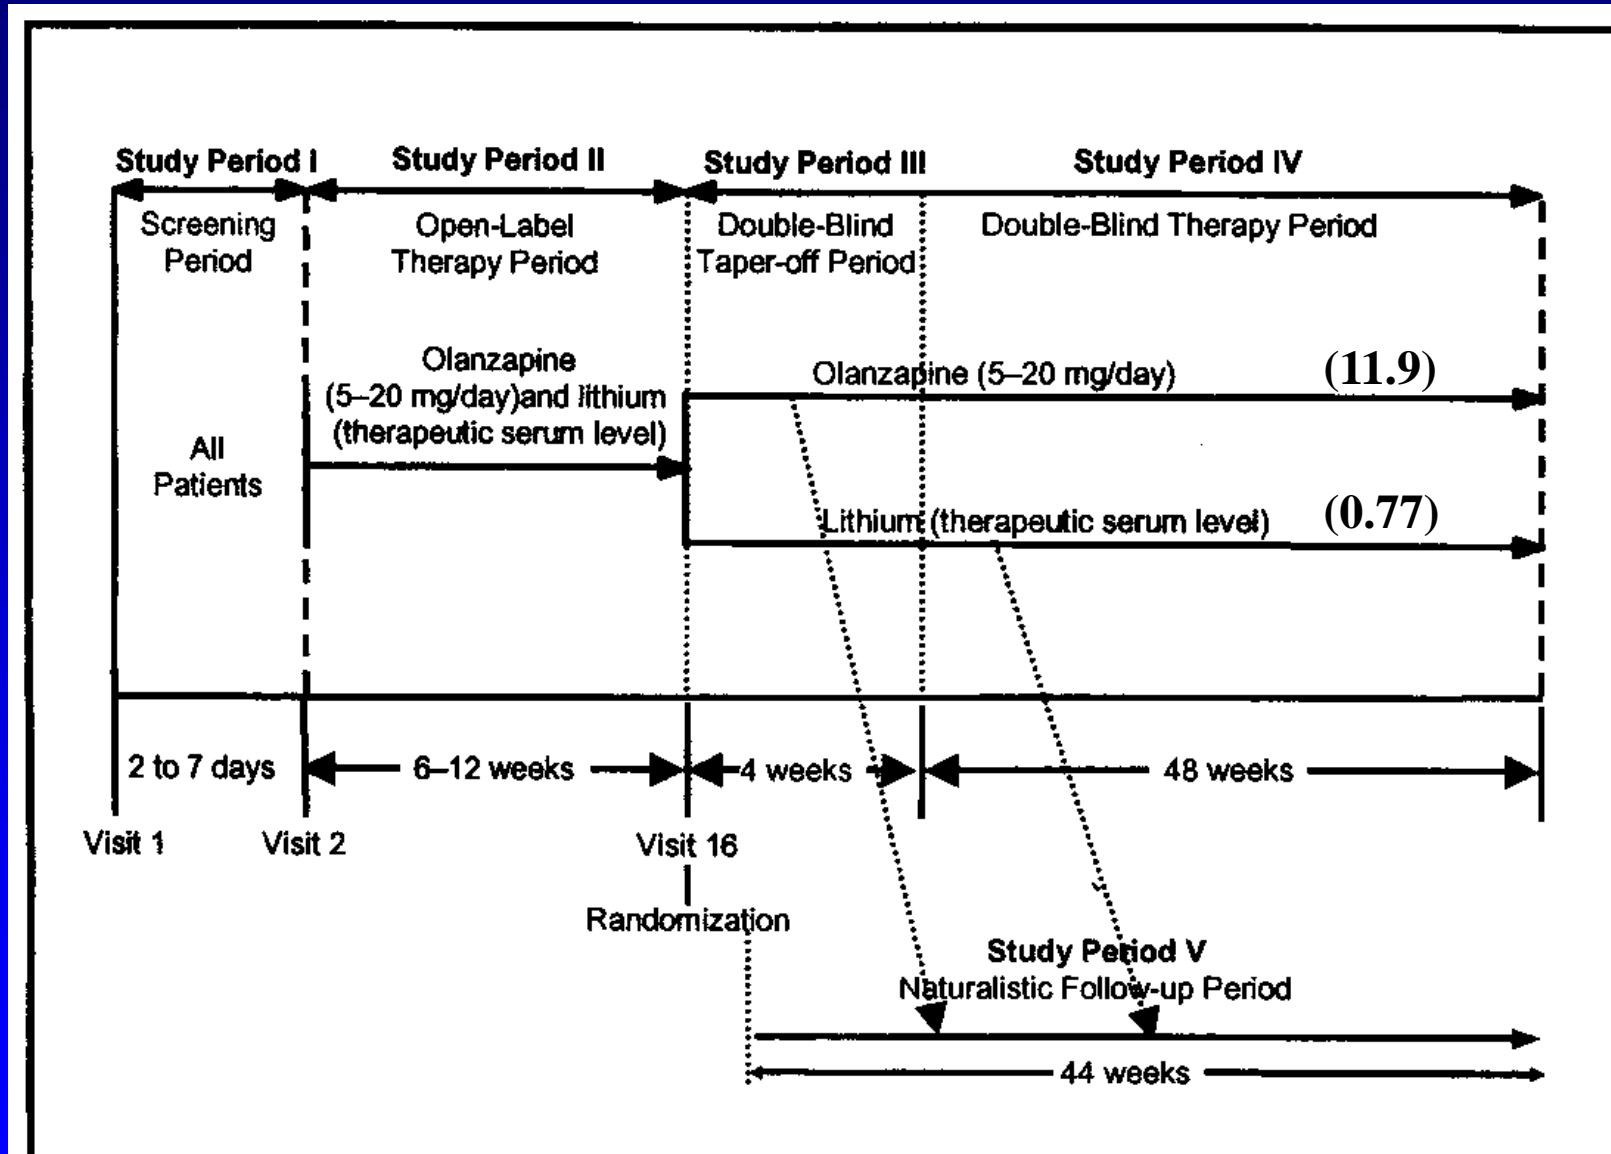 Study Period I
Study Period II
Study Period III
Study Period IV
Screening
Period
Open-Label
Therapy Period
Double-Blind
Taper-off Period
Double-Blind Therapy Period
All
Patients
Olanzapine
(5–20 mg/day)and lithium
(therapeutic serum level)
Olanzapine (5–20 mg/day)
(11.9)
Lithium (therapeutic serum level)
(0.77)
2 to 7 days
6–12 weeks
4 weeks
48 weeks
Visit 1
Visit 2
Visit 16
Randomization
Study Period V
Naturalistic Follow-up Period
44 weeks